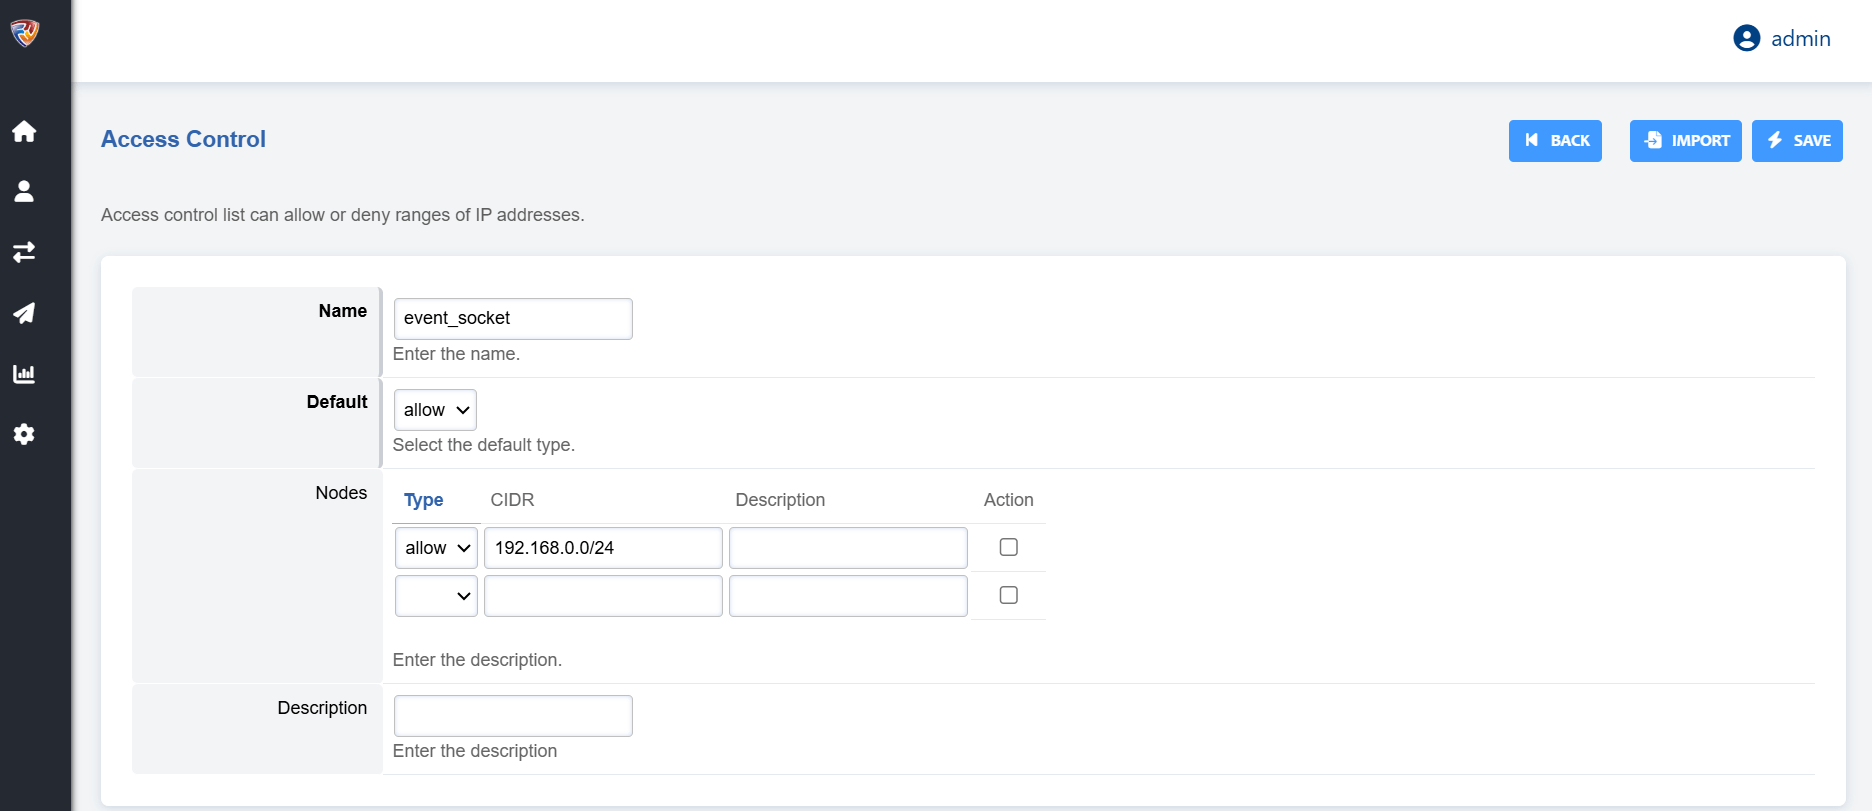 admin
Access Control
BACK
IMPORT
SAVE
Access control list can allow or deny ranges of IP addresses.
Name
event_socket
Enter the name.
Default
allow
Select the default type.
Nodes
Type CIDR Description Action
allow 192.168.0.0/24
Enter the description.
Description
Enter the description